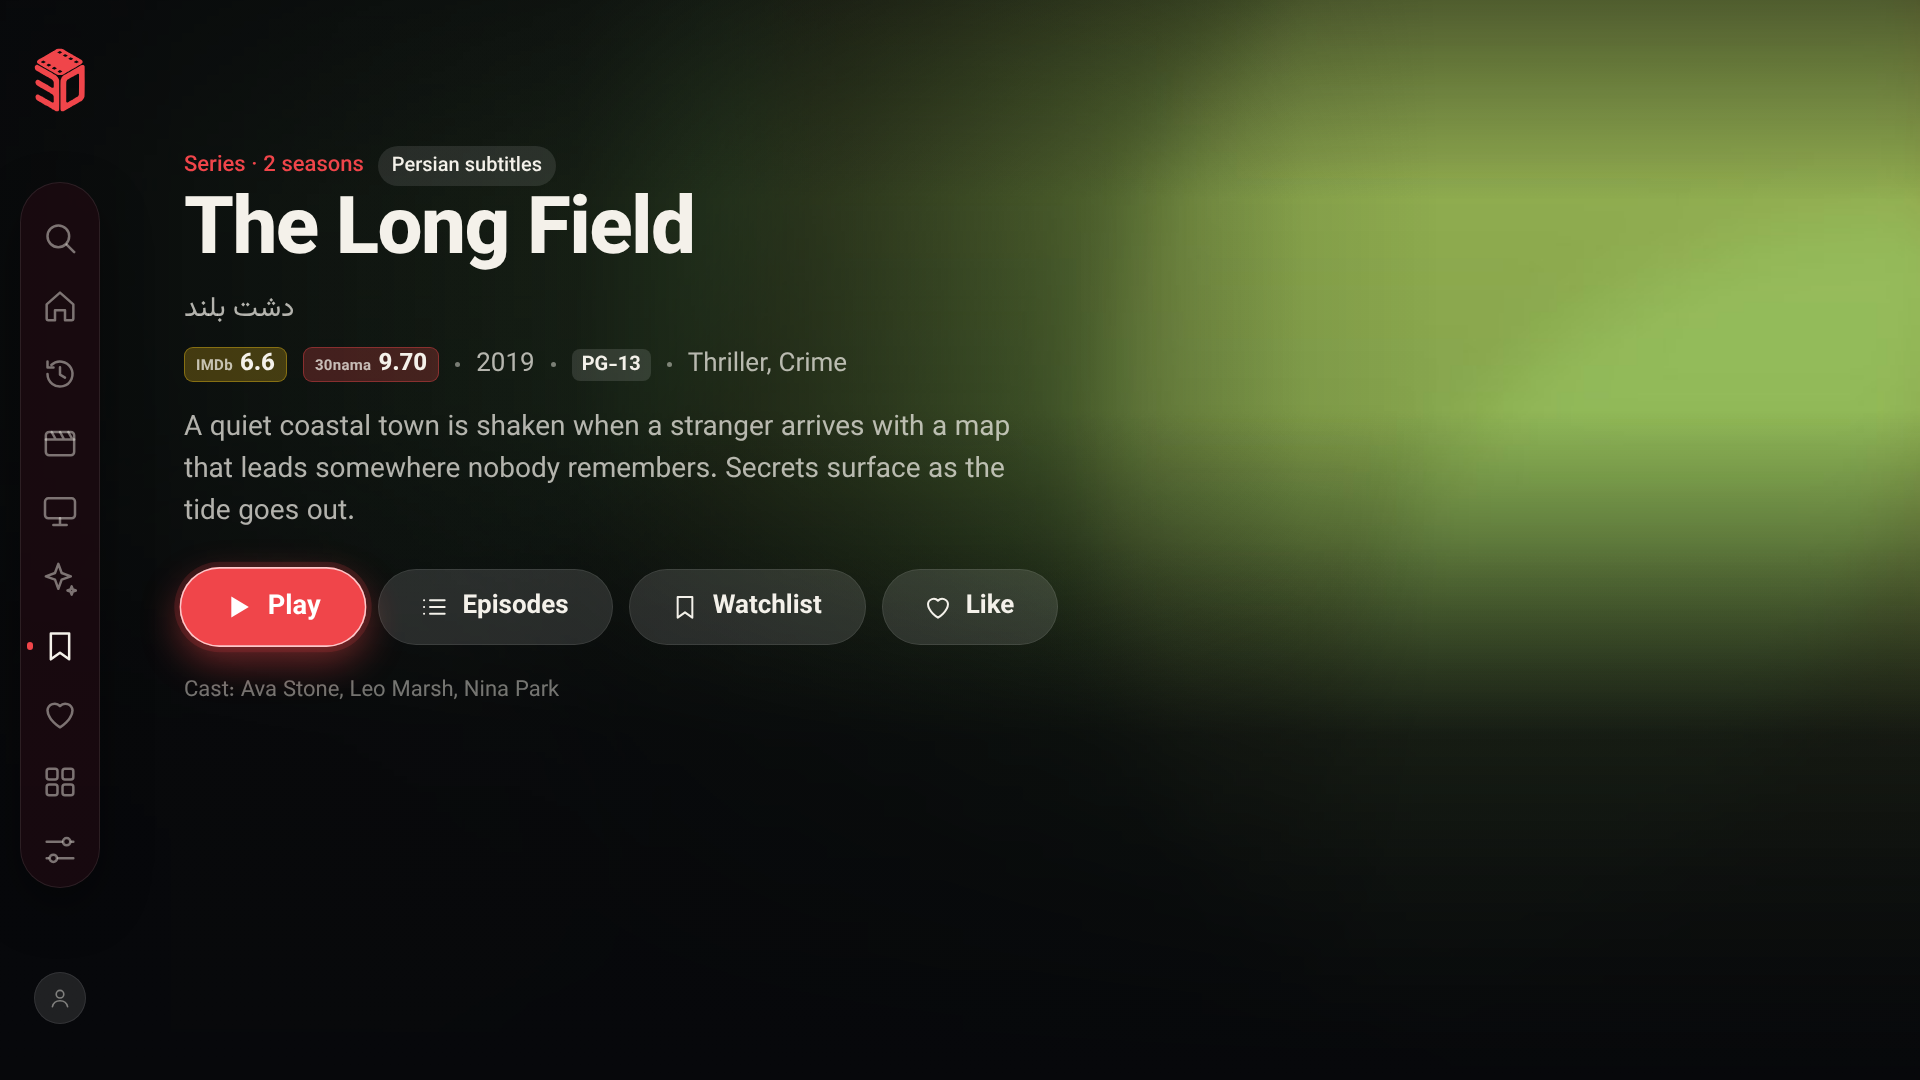 Series · 2 seasons Persian subtitles
The Long Field
دشت بلند
IMDb 6.6 30nama 9.70 • 2019 • PG-13 • Thriller, Crime
A quiet coastal town is shaken when a stranger arrives with a map
that leads somewhere nobody remembers. Secrets surface as the
tide goes out.
Play Episodes Watchlist Like
Cast: Ava Stone, Leo Marsh, Nina Park